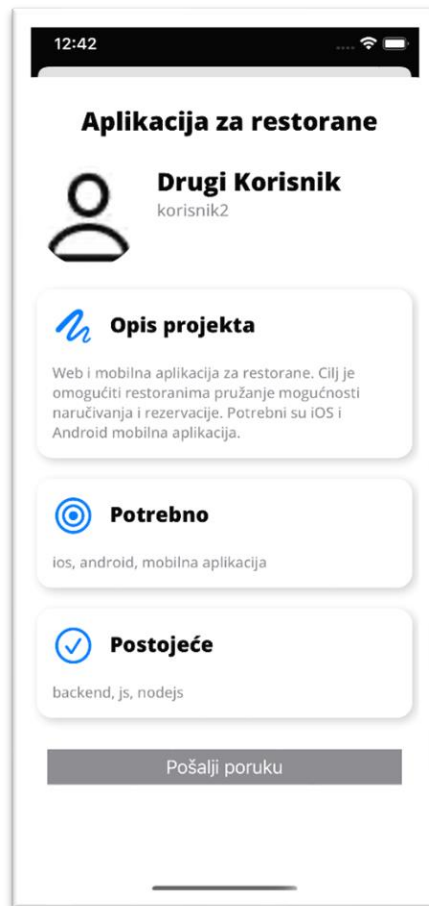 12:42
Aplikacija za restorane
Drugi Korisnik
korisnik2
Opis projekta
Web i mobilna aplikacija za restorane. Cilj je
omogućiti restoranima pružanje mogućnosti
naručivanja i rezervacije. Potrebni su iOS i
Android mobilna aplikacija.
Potrebno
ios, android, mobilna aplikacija
Postojeće
backend, js, nodejs
Pošalji poruku